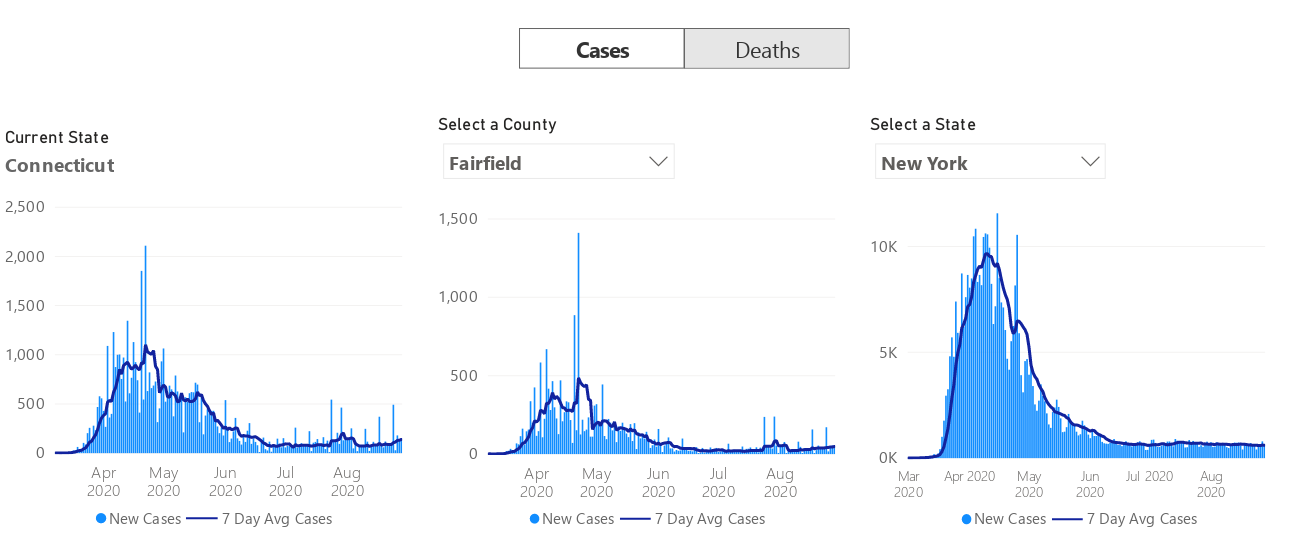 Cases Deaths
Current State
Connecticut
2,500
2,000
1,500
1,000
500
0
Apr 2020
May 2020
Jun 2020
Jul 2020
Aug 2020
New Cases 7 Day Avg Cases
Select a County
Fairfield
1,500
1,000
500
0
Apr 2020
May 2020
Jun 2020
Jul 2020
Aug 2020
New Cases 7 Day Avg Cases
Select a State
New York
10K
5K
0K
Mar 2020
Apr 2020
May 2020
Jun 2020
Jul 2020
Aug 2020
New Cases 7 Day Avg Cases